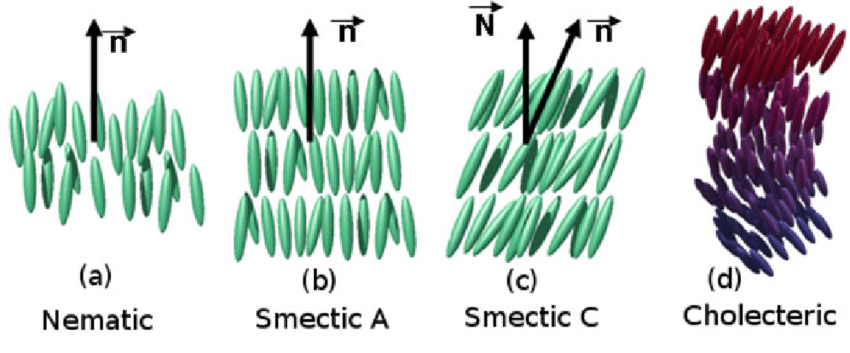 n
n
N
n
(a)
(b)
(c)
(d)
Nematic
Smectic A
Smectic C
Cholecteric